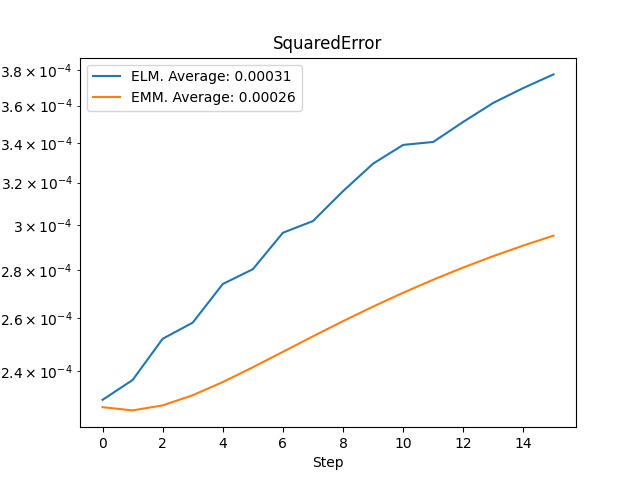 SquaredError
ELM. Average: 0.00031
EMM. Average: 0.00026
3.8 × 10⁻⁴
3.6 × 10⁻⁴
3.4 × 10⁻⁴
3.2 × 10⁻⁴
3 × 10⁻⁴
2.8 × 10⁻⁴
2.6 × 10⁻⁴
2.4 × 10⁻⁴
0 2 4 6 8 10 12 14
Step